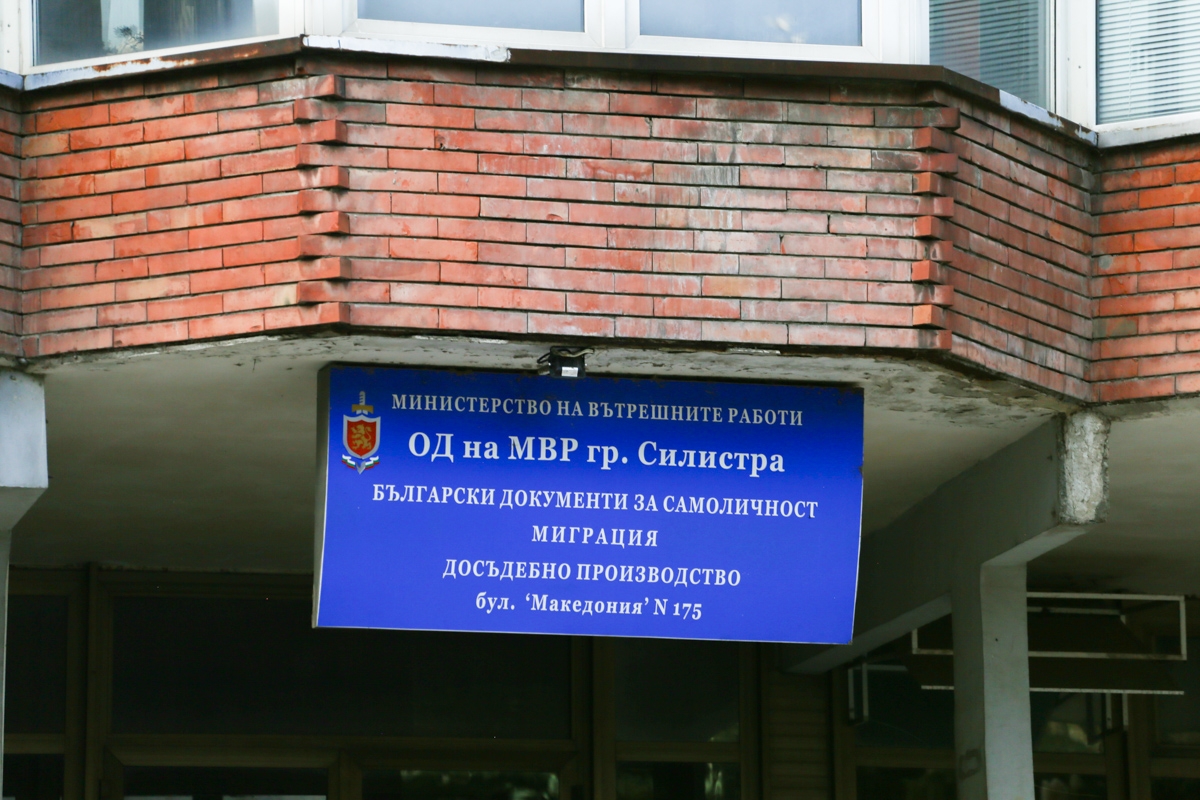 МИНИСТЕРСТВО НА ВЪТРЕШНИТЕ РАБОТИ
ОД на МВР гр. Силистра
БЪЛГАРСКИ ДОКУМЕНТИ ЗА САМОЛИЧНОСТ
МИГРАЦИЯ
ДОСЪДЕБНО ПРОИЗВОДСТВО
бул. ‘Македония’ N 175